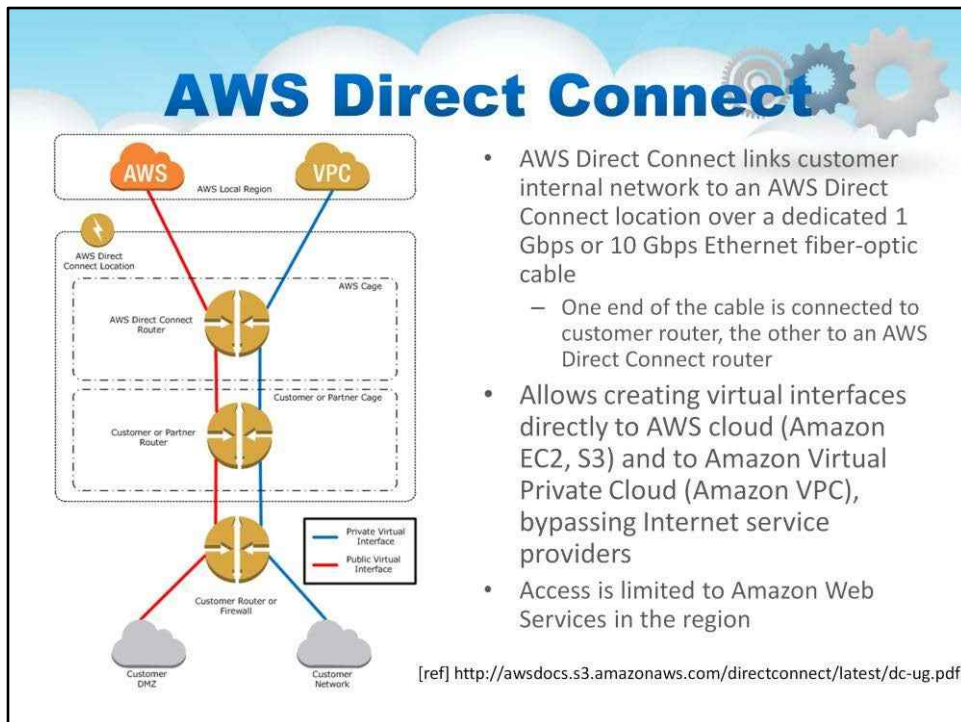 AWS Direct Connect
AWS
VPC
AWS Local Region
AWS Direct
Connect Location
AWS Cage
AWS Direct Connect
Router
Customer or Partner Cage
Customer or Partner
Router
Private Virtual
Interface
Public Virtual
Interface
Customer Router or
Firewall
Customer
DMZ
Customer
Network
• AWS Direct Connect links customer
internal network to an AWS Direct
Connect location over a dedicated 1
Gbps or 10 Gbps Ethernet fiber-optic
cable
– One end of the cable is connected to
customer router, the other to an AWS
Direct Connect router
• Allows creating virtual interfaces
directly to AWS cloud (Amazon
EC2, S3) and to Amazon Virtual
Private Cloud (Amazon VPC),
bypassing Internet service
providers
• Access is limited to Amazon Web
Services in the region
[ref] http://awsdocs.s3.amazonaws.com/directconnect/latest/dc-ug.pdf